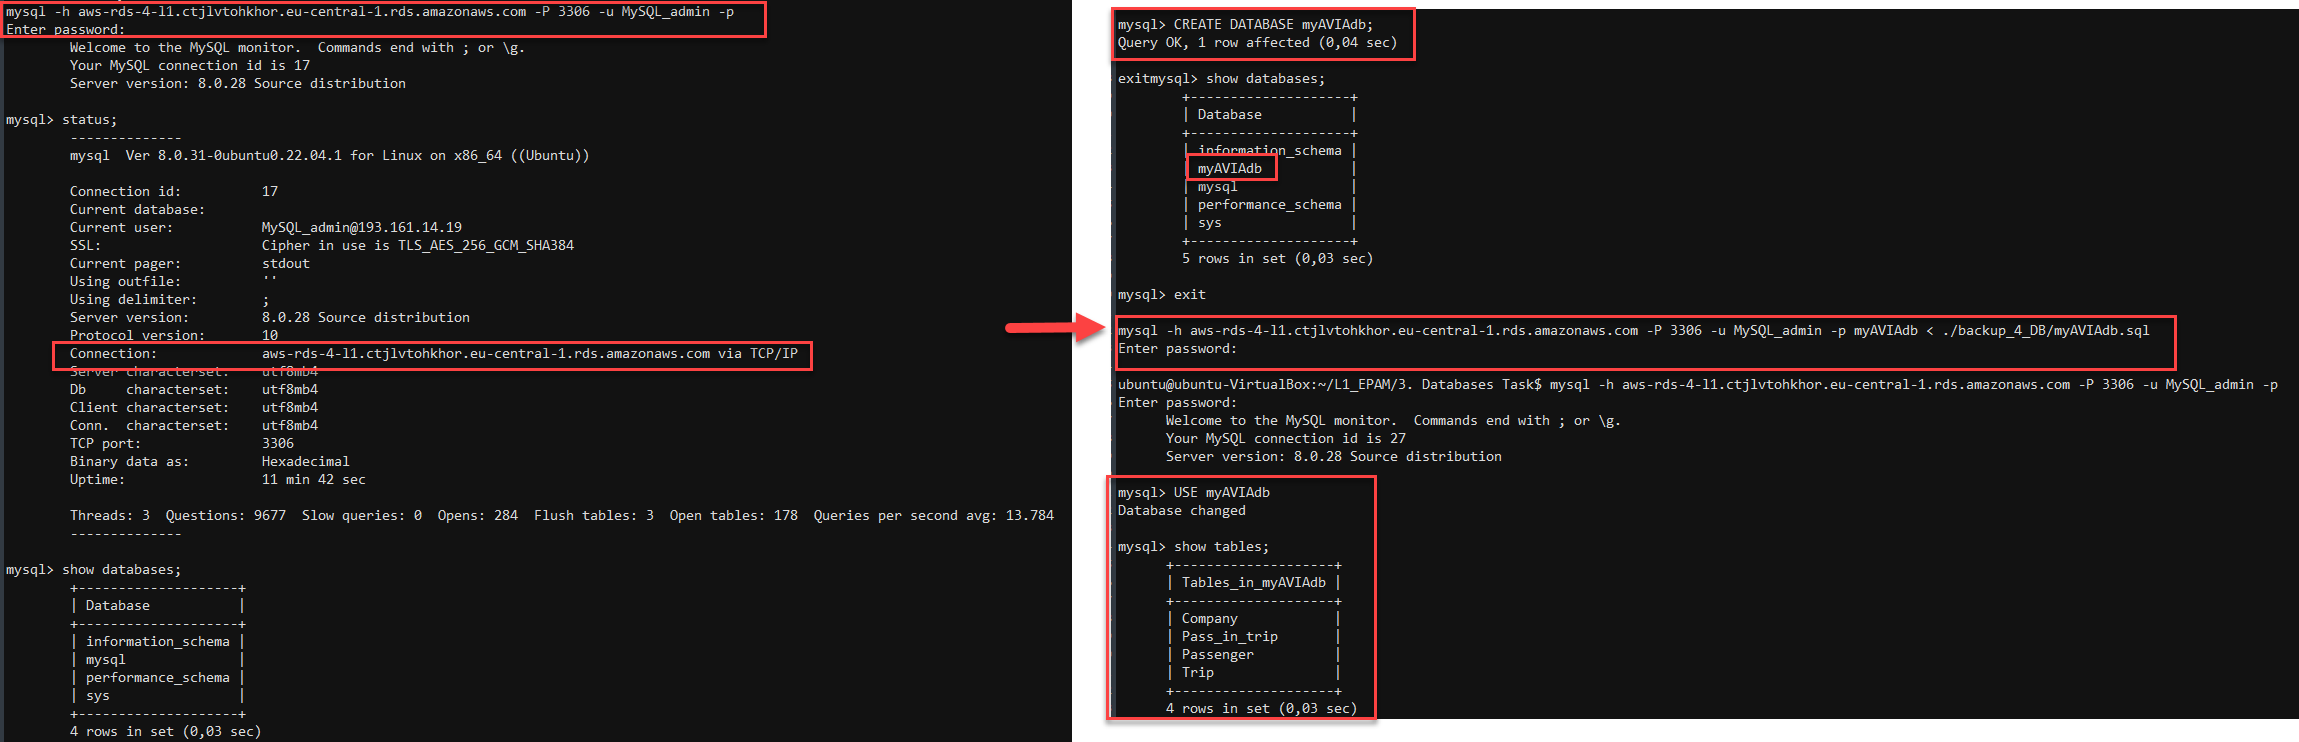 mysql -h aws-rds-4-l1.ctjlvtohkhor.eu-central-1.rds.amazonaws.com -P 3306 -u MySQL_admin -p
Enter password:
Welcome to the MySQL monitor.  Commands end with ; or \g.
Your MySQL connection id is 17
Server version: 8.0.28 Source distribution
mysql> status;
--------------
mysql  Ver 8.0.31-0ubuntu0.22.04.1 for Linux on x86_64 ((Ubuntu))
Connection id:          17
Current database:
Current user:           MySQL_admin@193.161.14.19
SSL:                    Cipher in use is TLS_AES_256_GCM_SHA384
Current pager:          stdout
Using outfile:          ''
Using delimiter:        ;
Server version:         8.0.28 Source distribution
Protocol version:       10
Connection:             aws-rds-4-l1.ctjlvtohkhor.eu-central-1.rds.amazonaws.com via TCP/IP
Server characterset:    utf8mb4
Db     characterset:    utf8mb4
Client characterset:    utf8mb4
Conn.  characterset:    utf8mb4
TCP port:               3306
Binary data as:         Hexadecimal
Uptime:                 11 min 42 sec
Threads: 3  Questions: 9677  Slow queries: 0  Opens: 284  Flush tables: 3  Open tables: 178  Queries per second avg: 13.784
--------------
mysql> show databases;
+--------------------+
| Database           |
+--------------------+
| information_schema |
| mysql              |
| performance_schema |
| sys                |
+--------------------+
4 rows in set (0,03 sec)
mysql> CREATE DATABASE myAVIAdb;
Query OK, 1 row affected (0,04 sec)
exitmysql> show databases;
+--------------------+
| Database           |
+--------------------+
| information_schema |
| myAVIAdb           |
| mysql              |
| performance_schema |
| sys                |
+--------------------+
5 rows in set (0,03 sec)
mysql> exit
mysql -h aws-rds-4-l1.ctjlvtohkhor.eu-central-1.rds.amazonaws.com -P 3306 -u MySQL_admin -p myAVIAdb < ./backup_4_DB/myAVIAdb.sql
Enter password:
ubuntu@ubuntu-VirtualBox:~/L1_EPAM/3. Databases Task$ mysql -h aws-rds-4-l1.ctjlvtohkhor.eu-central-1.rds.amazonaws.com -P 3306 -u MySQL_admin -p
Enter password:
Welcome to the MySQL monitor.  Commands end with ; or \g.
Your MySQL connection id is 27
Server version: 8.0.28 Source distribution
mysql> USE myAVIAdb
Database changed
mysql> show tables;
+--------------------+
| Tables_in_myAVIAdb |
+--------------------+
| Company            |
| Pass_in_trip       |
| Passenger          |
| Trip               |
+--------------------+
4 rows in set (0,03 sec)